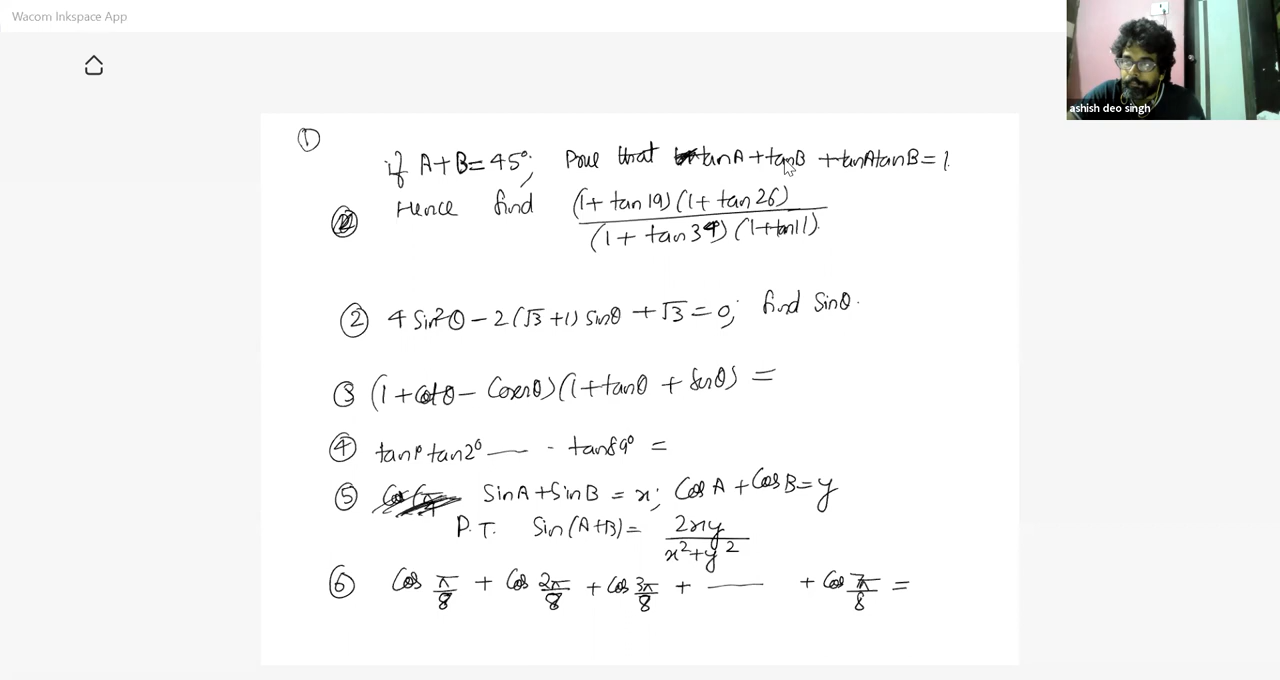 Wacom Inkspace App
ashish deo singh
①
if A+B=45°; Prove that tanA+tanB+tanAtanB=1.
Hence find (1+tan19)(1+tan26)
(1+tan34)(1+tan11).
② 4 Sin²θ-2(√3+1) Sinθ+√3=0; find Sinθ.
③ (1+Cotθ-Cosecθ)(1+tanθ+Secθ) =
④ tan1° tan2° —— - tan89° =
⑤ SinA+SinB=x; CosA+CosB=y
P.T. Sin(A+B)= 2xy
x²+y²
⑥ Cos π/8 + Cos 2π/8 + Cos 3π/8 + —— + Cos 7π/8 =